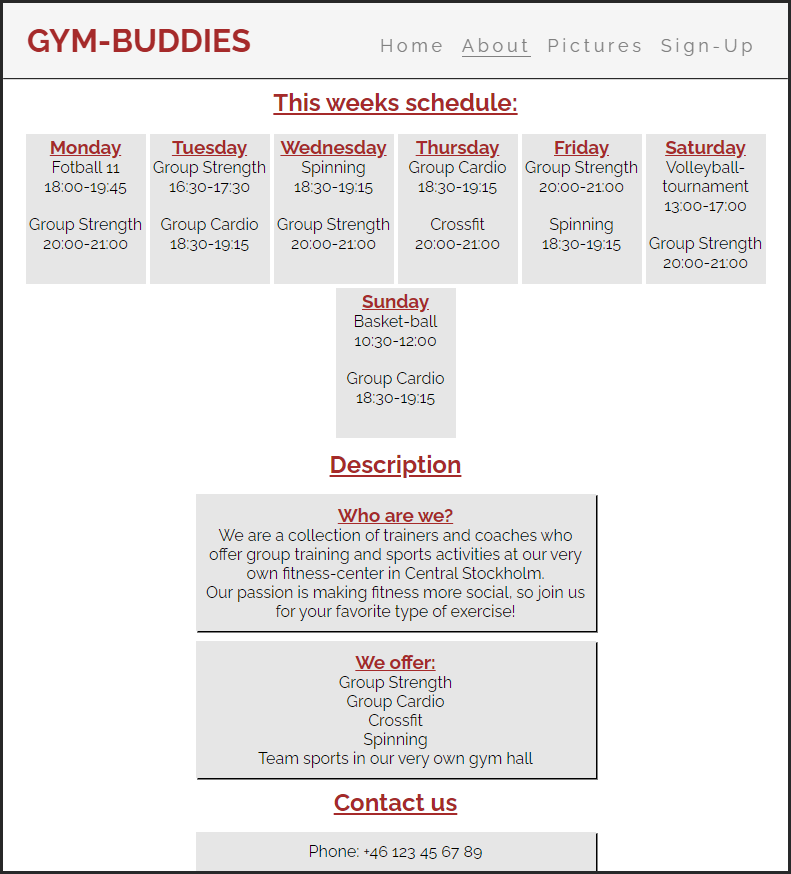 GYM-BUDDIES
Home About Pictures Sign-Up
This weeks schedule:
Monday
Fotball 11
18:00-19:45
Group Strength
20:00-21:00
Tuesday
Group Strength
16:30-17:30
Group Cardio
18:30-19:15
Wednesday
Spinning
18:30-19:15
Group Strength
20:00-21:00
Thursday
Group Cardio
18:30-19:15
Crossfit
20:00-21:00
Friday
Group Strength
20:00-21:00
Spinning
18:30-19:15
Saturday
Volleyball-
tournament
13:00-17:00
Group Strength
20:00-21:00
Sunday
Basket-ball
10:30-12:00
Group Cardio
18:30-19:15
Description
Who are we?
We are a collection of trainers and coaches who
offer group training and sports activities at our very
own fitness-center in Central Stockholm.
Our passion is making fitness more social, so join us
for your favorite type of exercise!
We offer:
Group Strength
Group Cardio
Crossfit
Spinning
Team sports in our very own gym hall
Contact us
Phone: +46 123 45 67 89